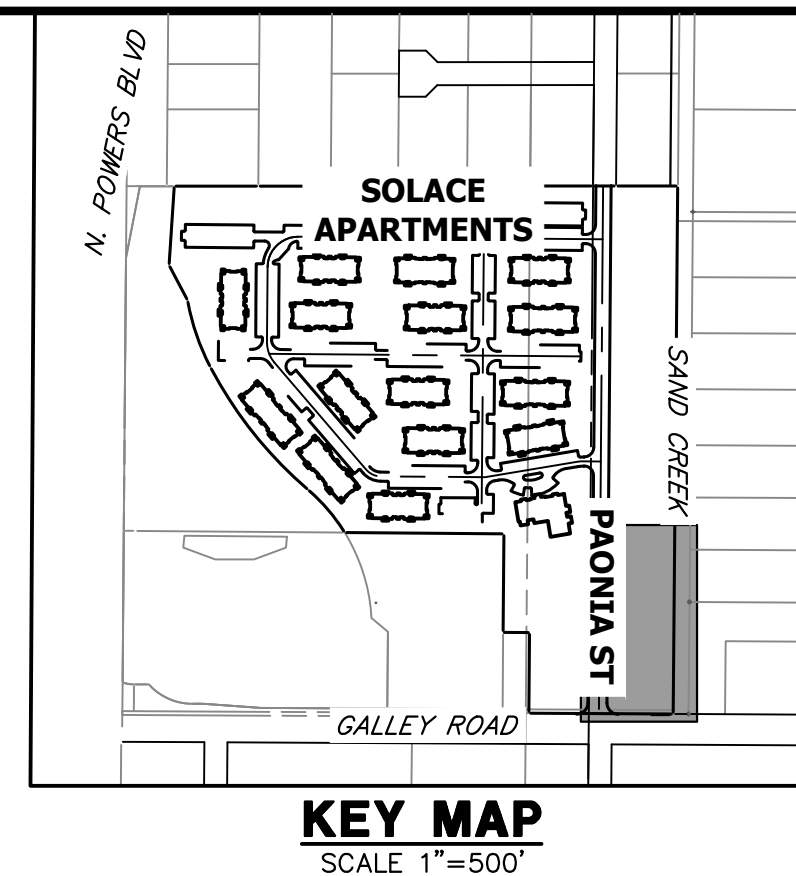 N. POWERS BLVD
SOLACE
APARTMENTS
SAND CREEK
PAONIA ST
GALLEY ROAD
KEY MAP
SCALE 1"=500'